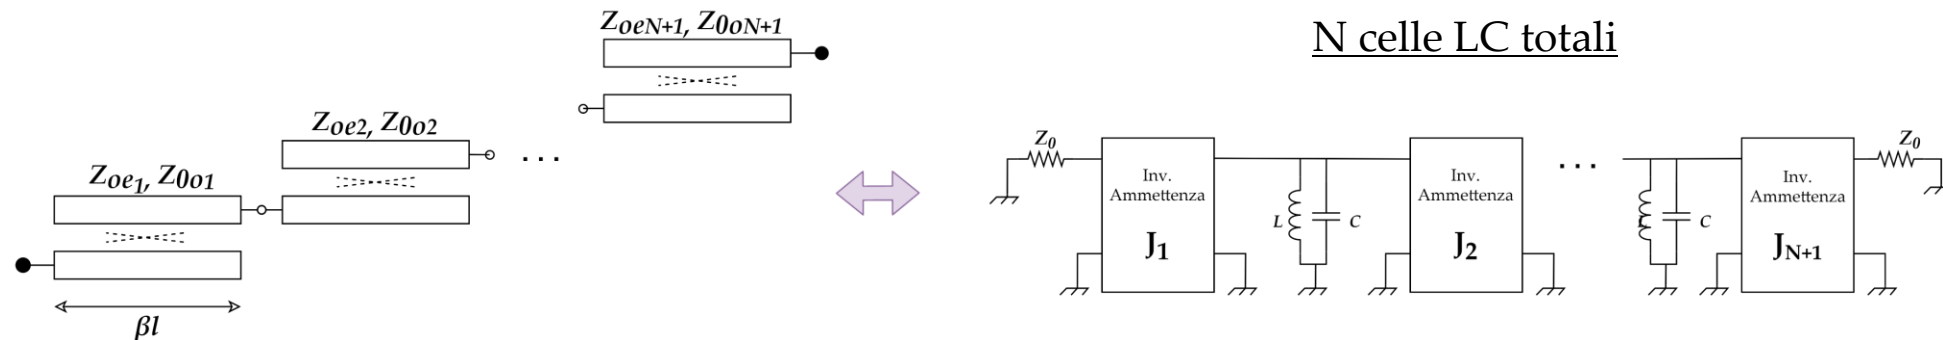 Z₀ₑN+1, Z₀ₒN+1
N celle LC totali
Z₀ₑ2, Z₀ₒ2
. . .
Z₀ₑ1, Z₀ₒ1
βl
Z₀
Inv.
Ammettenza
J₁
L
C
Inv.
Ammettenza
J₂
. . .
L
C
Inv.
Ammettenza
J_N+1
Z₀